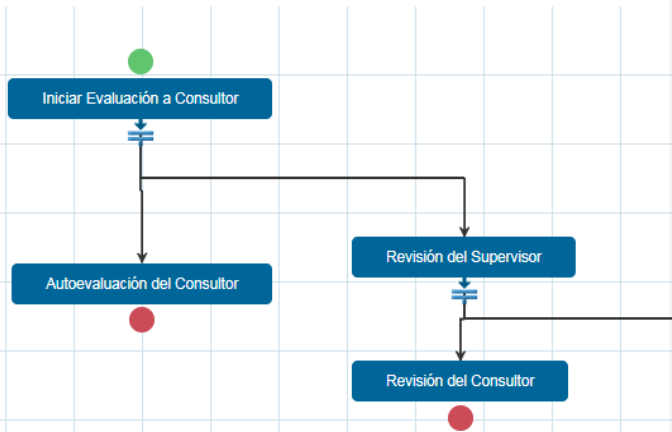 Iniciar Evaluación a Consultor
Revisión del Supervisor
Autoevaluación del Consultor
Revisión del Consultor